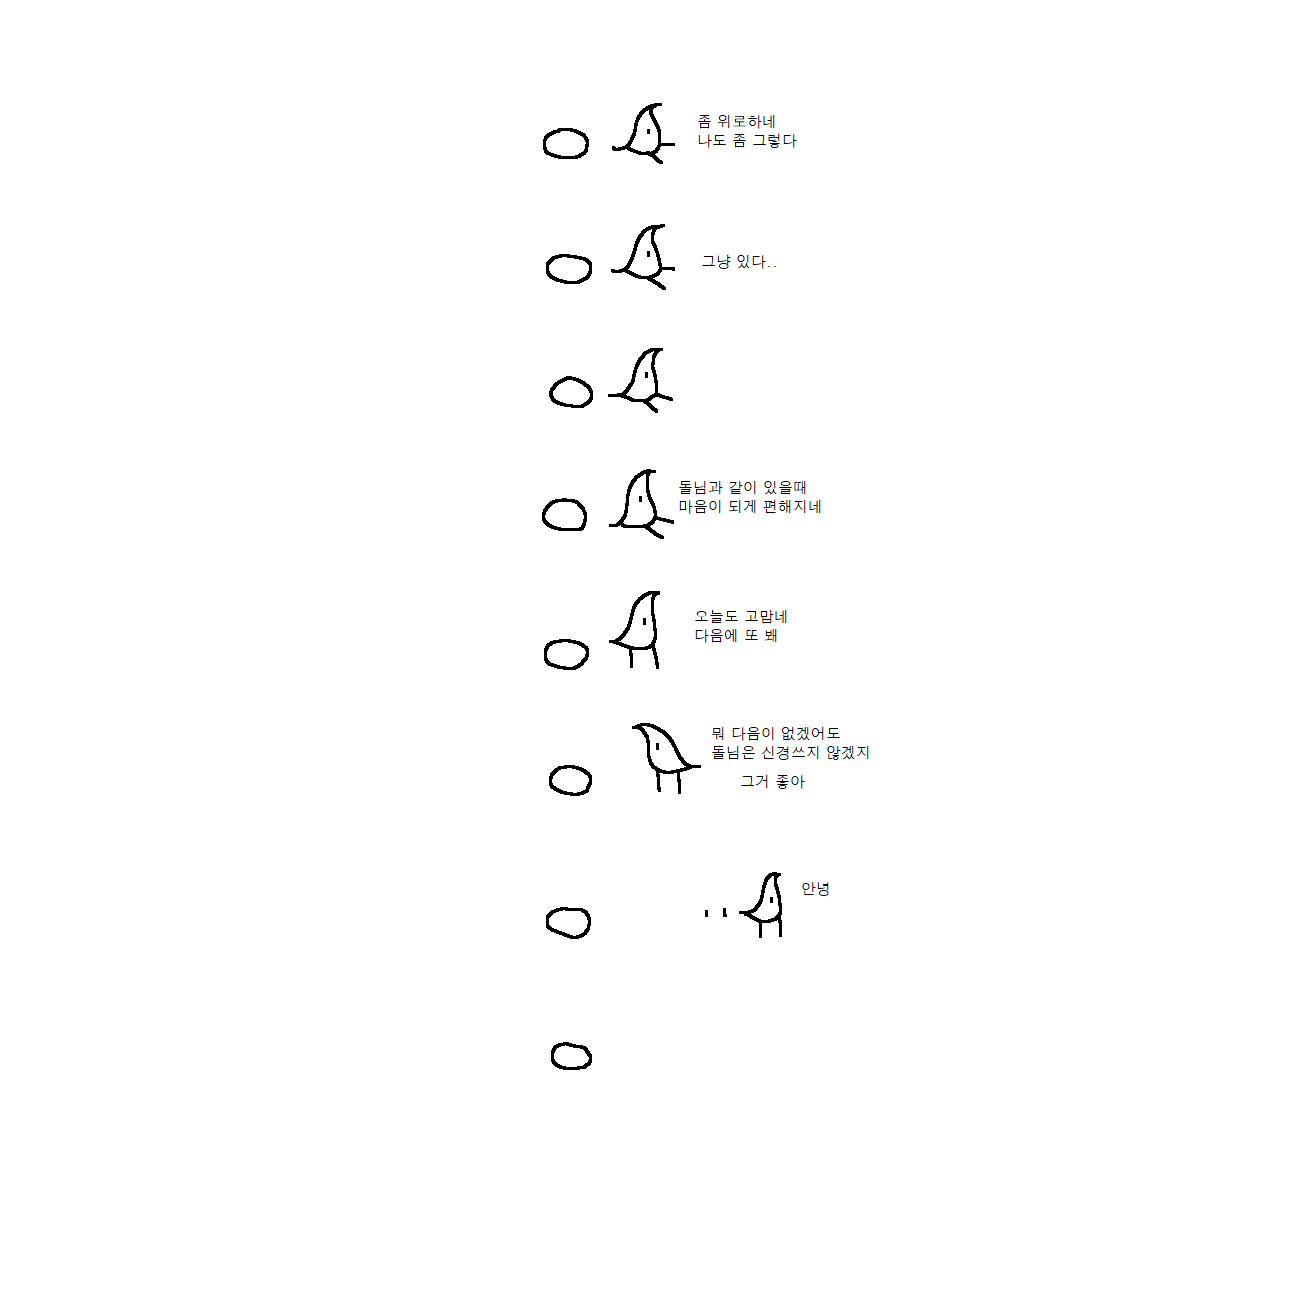 좀 위로하네
나도 좀 그렇다
그냥 있다..
돌님과 같이 있을때
마음이 되게 편해지네
오늘도 고맙네
다음에 또 봬
뭐 다음이 없겠어도
돌님은 신경쓰지 않겠지
그거 좋아
안녕